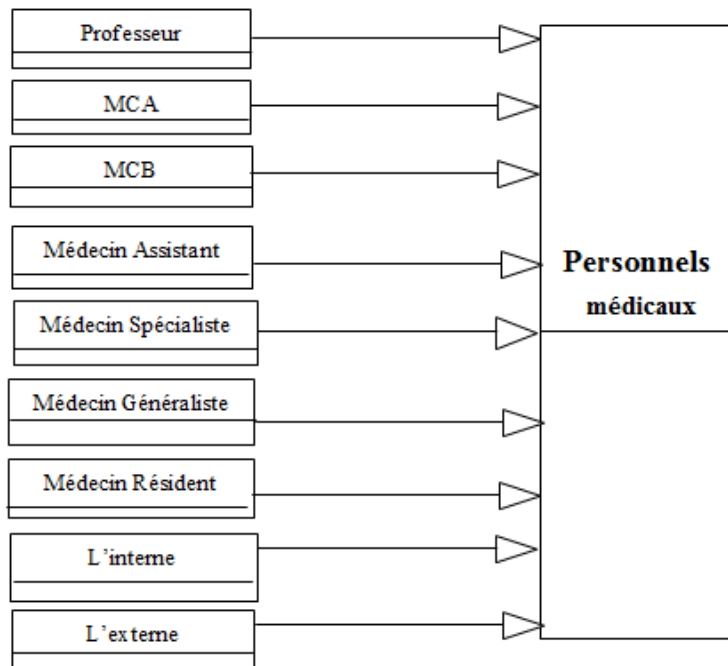 Professeur
MCA
MCB
Médecin Assistant
Médecin Spécialiste
Médecin Généraliste
Médecin Résident
L'interne
L'externe
Personnels
médicaux